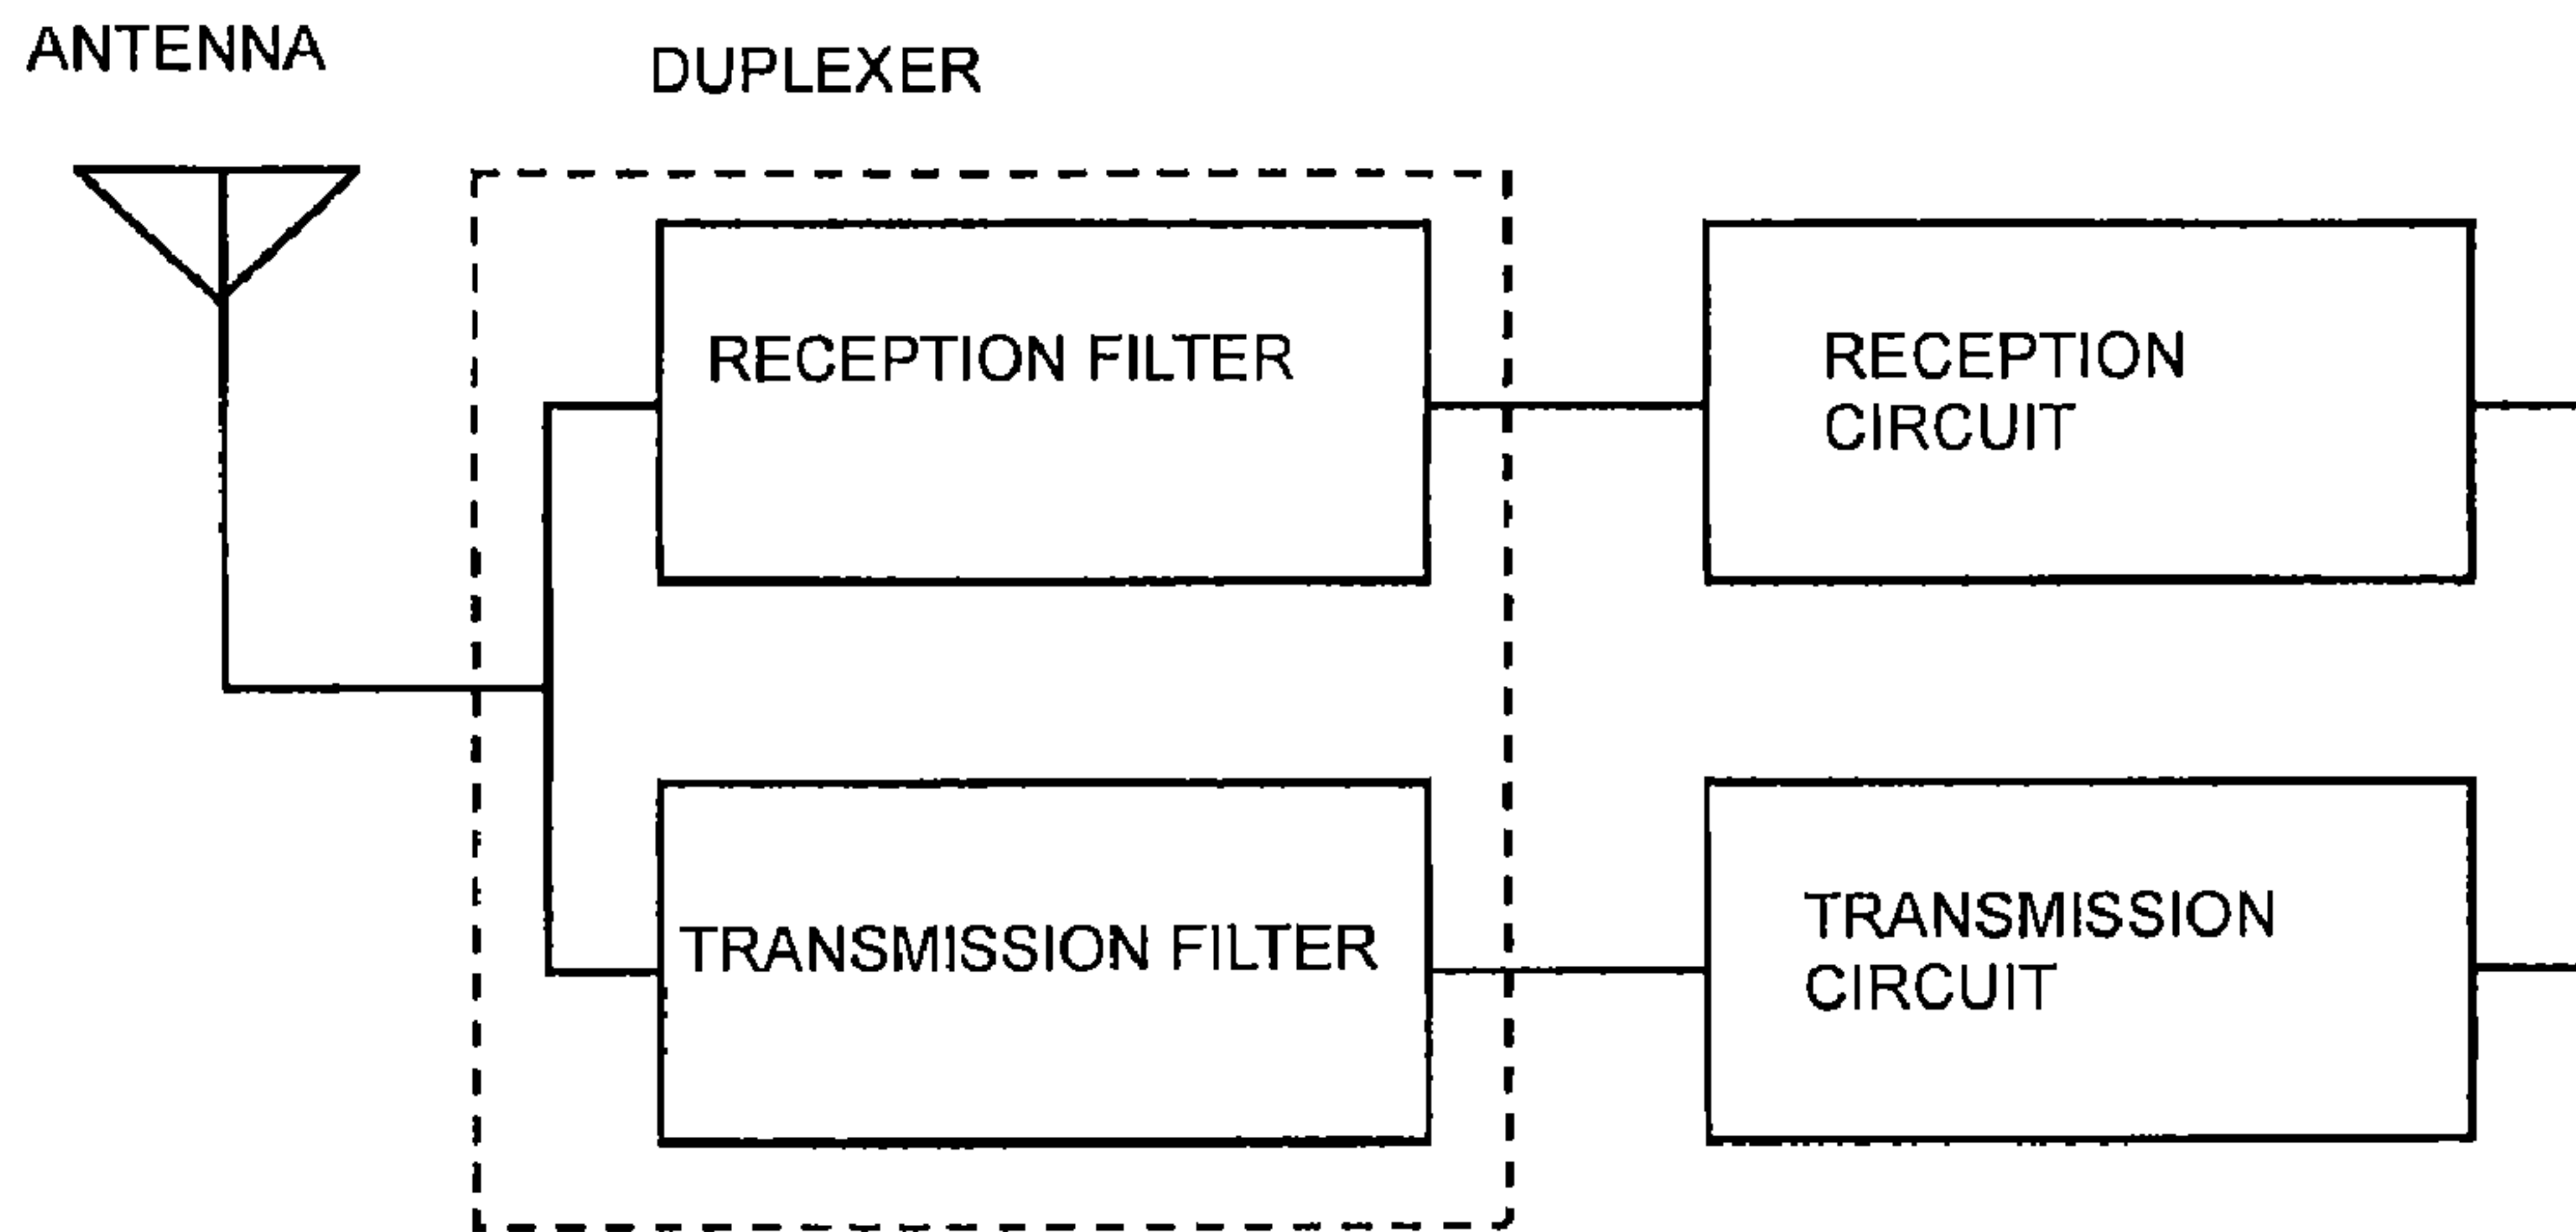 ANTENNA
DUPLEXER
RECEPTION FILTER
RECEPTION
CIRCUIT
TRANSMISSION FILTER
TRANSMISSION
CIRCUIT